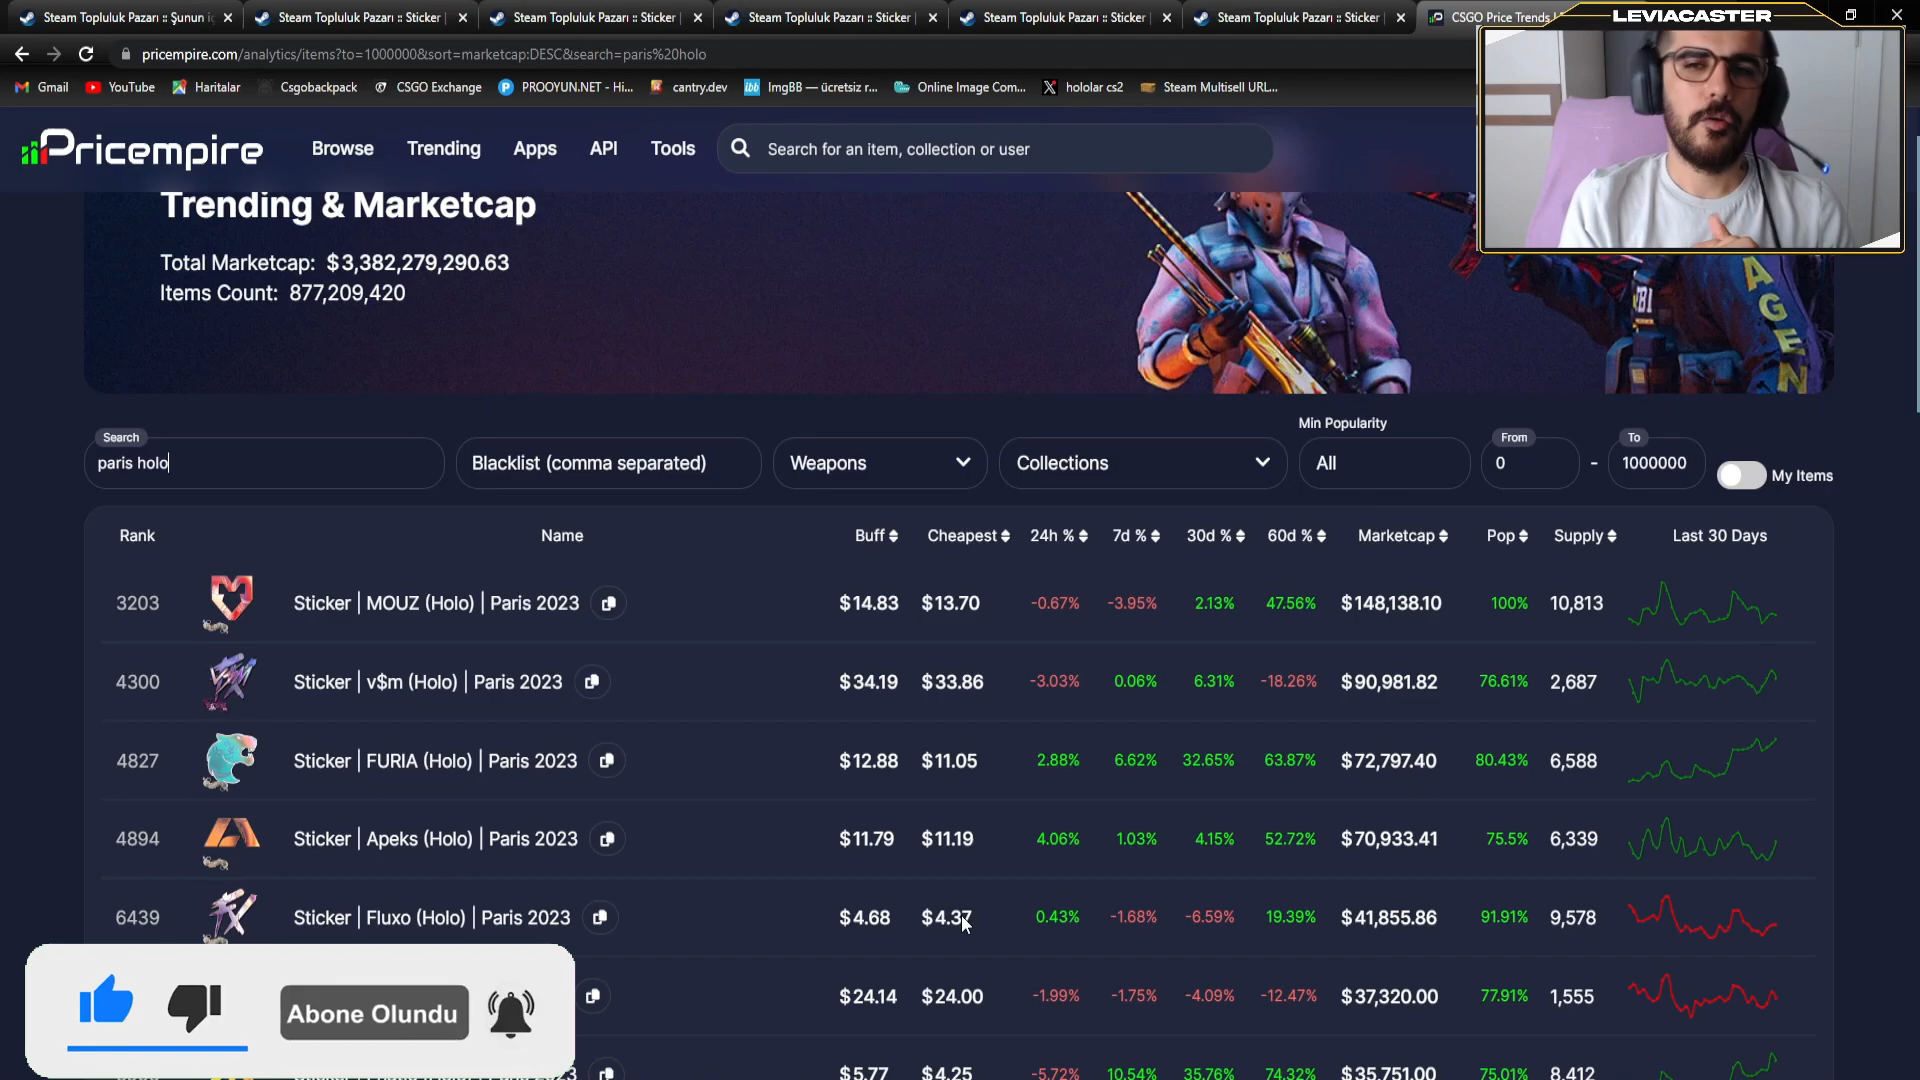 Steam Topluluk Pazarı :: Şunun iç
Steam Topluluk Pazarı :: Sticker |
Steam Topluluk Pazarı :: Sticker |
Steam Topluluk Pazarı :: Sticker |
Steam Topluluk Pazarı :: Sticker |
Steam Topluluk Pazarı :: Sticker |
CSGO Price Trends |
LEVIACASTER
pricempire.com/analytics/items?to=1000000&sort=marketcap:DESC&search=paris%20holo
Gmail YouTube Haritalar Csgobackpack CSGO Exchange PROOYUN.NET - Hi... cantry.dev ImgBB — ücretsiz r... Online Image Com... hololar cs2 Steam Multisell URL...
Pricempire Browse Trending Apps API Tools Search for an item, collection or user
Trending & Marketcap
Total Marketcap: $3,382,279,290.63
Items Count: 877,209,420
AGEN
Min Popularity
Search From To
paris holo Blacklist (comma separated) Weapons Collections All 0 - 1000000 My Items
Rank Name Buff Cheapest 24h % 7d % 30d % 60d % Marketcap Pop Supply Last 30 Days
3203 Sticker | MOUZ (Holo) | Paris 2023 $14.83 $13.70 -0.67% -3.95% 2.13% 47.56% $148,138.10 100% 10,813
4300 Sticker | v$m (Holo) | Paris 2023 $34.19 $33.86 -3.03% 0.06% 6.31% -18.26% $90,981.82 76.61% 2,687
4827 Sticker | FURIA (Holo) | Paris 2023 $12.88 $11.05 2.88% 6.62% 32.65% 63.87% $72,797.40 80.43% 6,588
4894 Sticker | Apeks (Holo) | Paris 2023 $11.79 $11.19 4.06% 1.03% 4.15% 52.72% $70,933.41 75.5% 6,339
6439 Sticker | Fluxo (Holo) | Paris 2023 $4.68 $4.37 0.43% -1.68% -6.59% 19.39% $41,855.86 91.91% 9,578
$24.14 $24.00 -1.99% -1.75% -4.09% -12.47% $37,320.00 77.91% 1,555
Abone Olundu
$5.77 $4.25 -5.72% 10.54% 35.76% 74.32% $35,751.00 75.01% 8,412